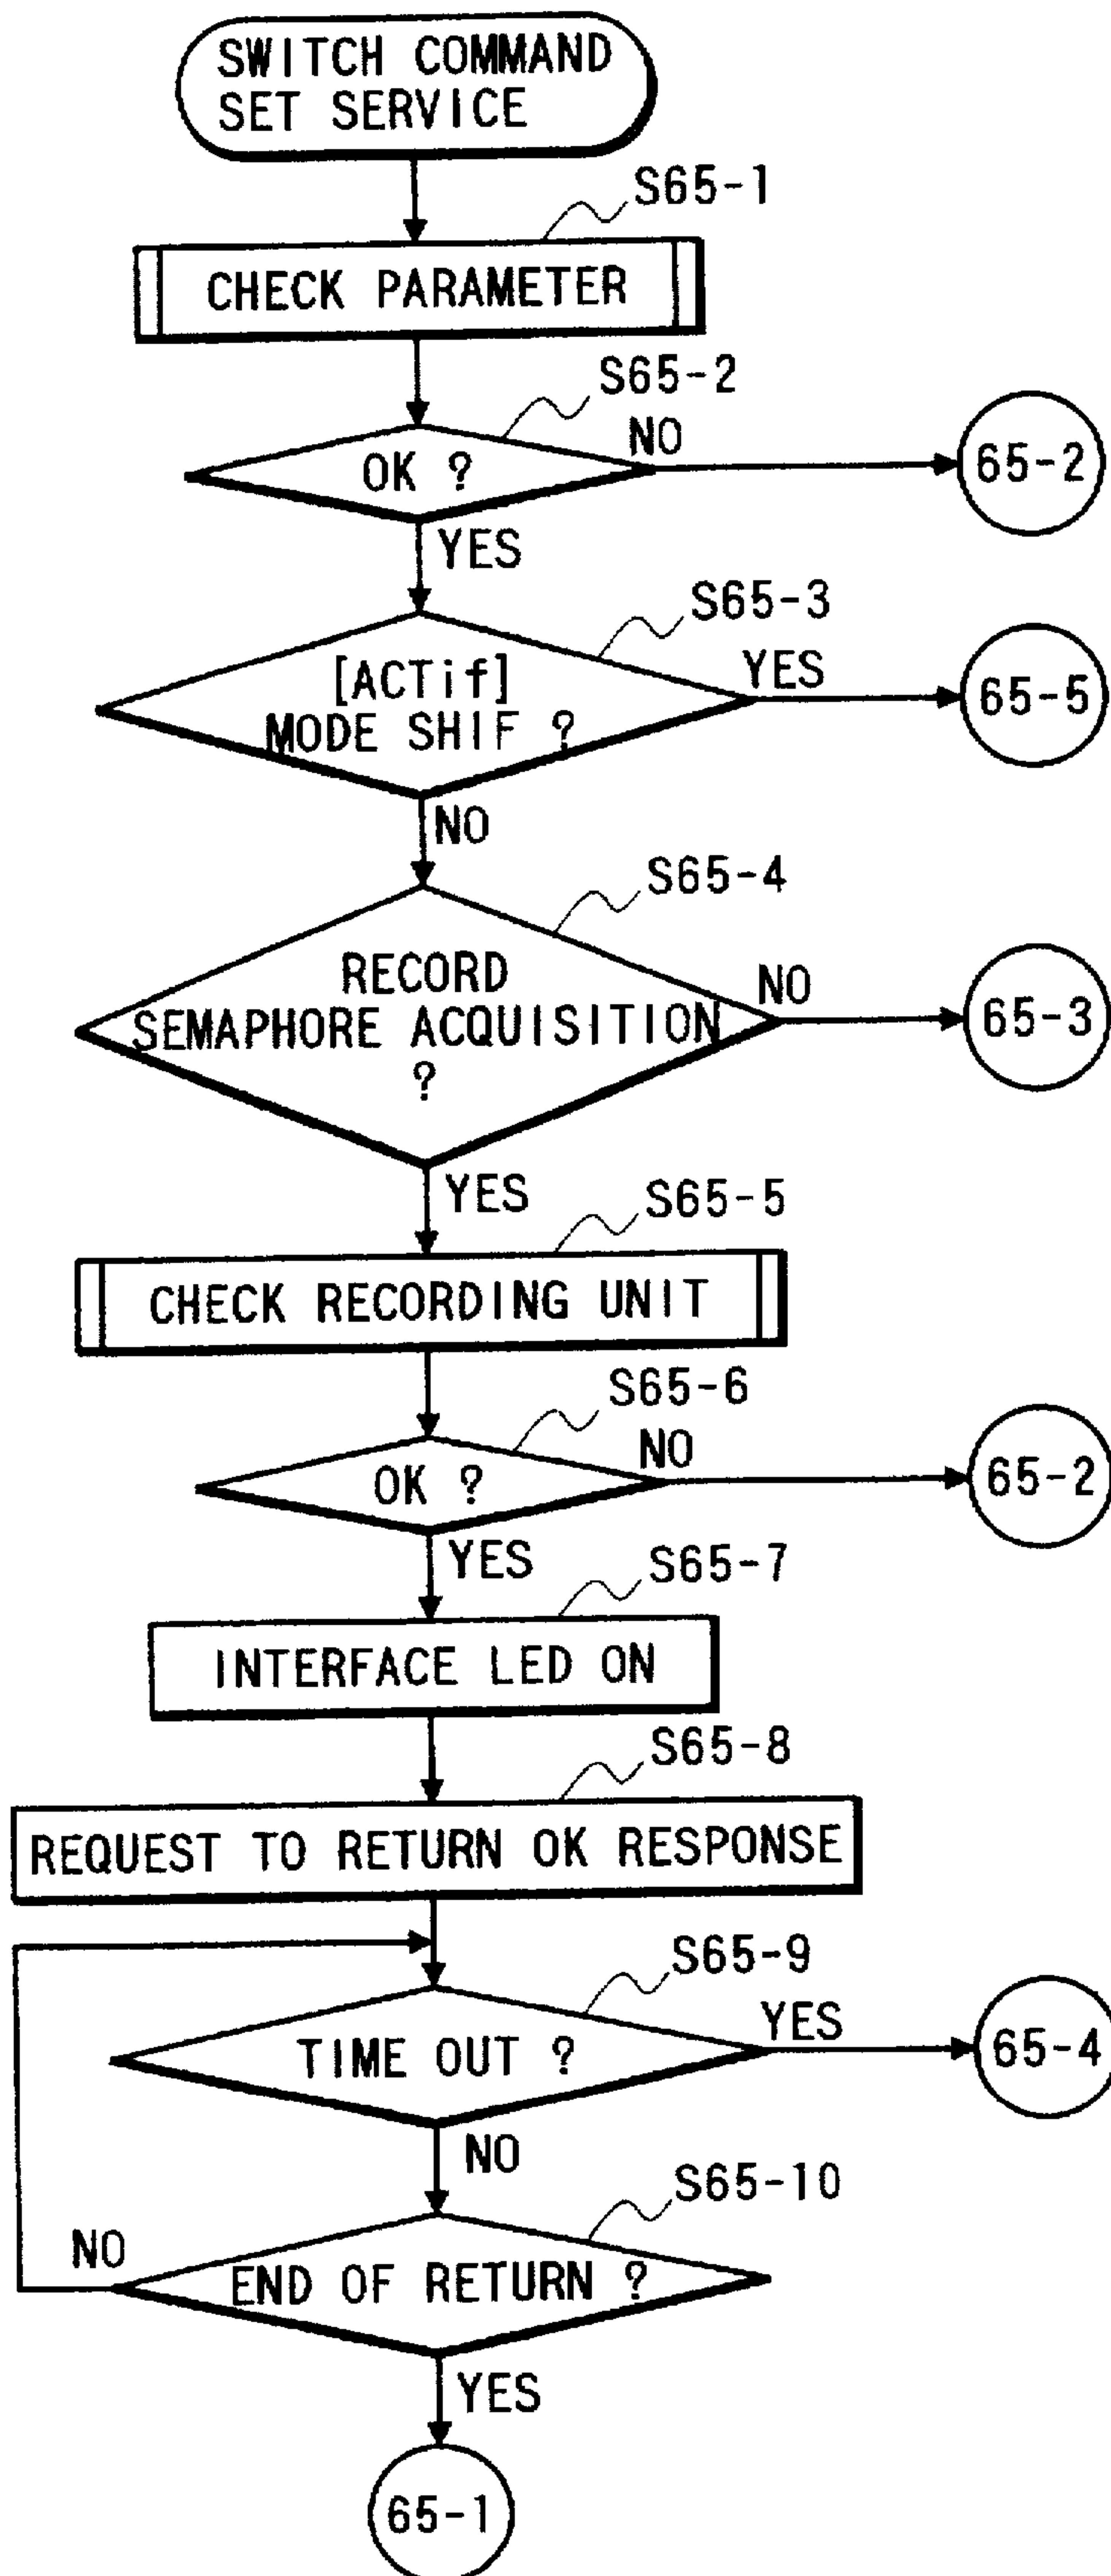 SWITCH COMMAND
SET SERVICE
S65-1
CHECK PARAMETER
S65-2
OK ?
NO
65-2
YES
S65-3
[ACTif]
MODE SHIF ?
YES
65-5
NO
S65-4
RECORD
SEMAPHORE ACQUISITION
?
NO
65-3
YES
S65-5
CHECK RECORDING UNIT
S65-6
OK ?
NO
65-2
YES
S65-7
INTERFACE LED ON
S65-8
REQUEST TO RETURN OK RESPONSE
S65-9
TIME OUT ?
YES
65-4
NO
S65-10
END OF RETURN ?
NO
YES
65-1